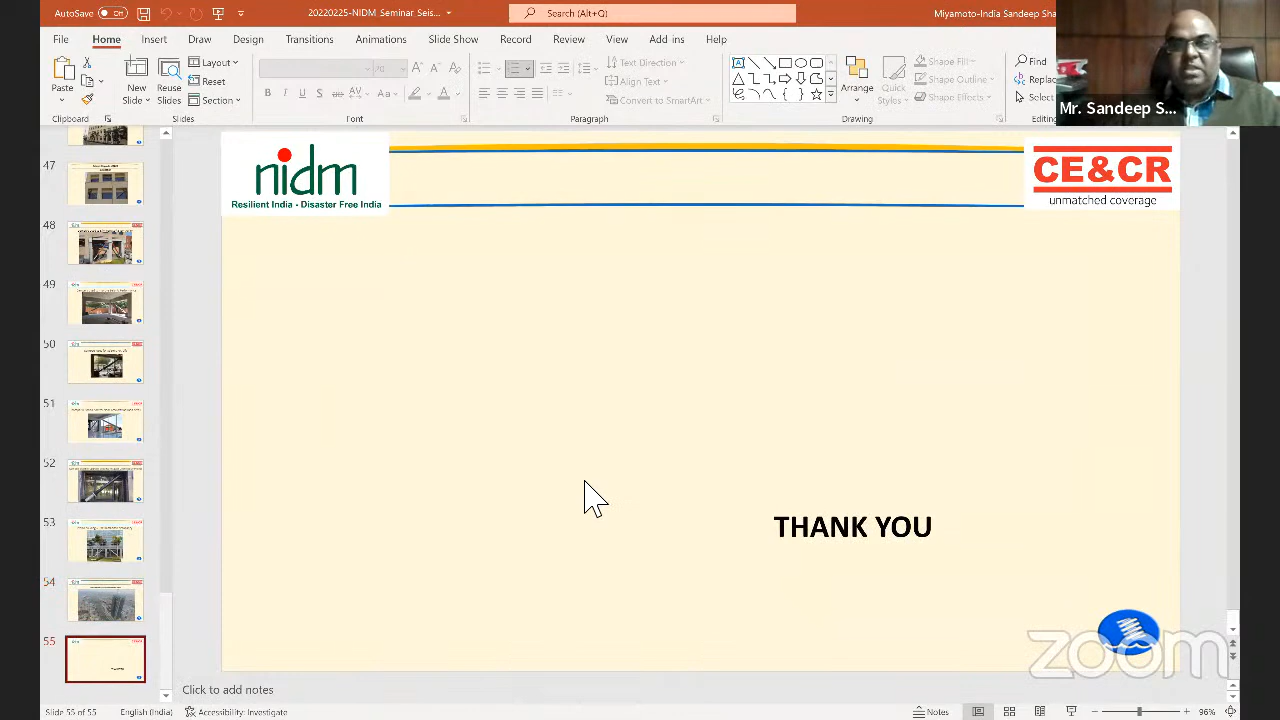 AutoSave
Off
20220225-NIDM Seminar Seis...
Search (Alt+Q)
Miyamoto-India Sandeep Sha
File
Home
Insert
Draw
Design
Transitions
Animations
Slide Show
Record
Review
View
Add-ins
Help
Paste
Clipboard
New
Slide
Reuse
Slides
Layout
Reset
Section
Slides
Font
Text Direction
Align Text
Convert to SmartArt
Paragraph
Arrange
Quick
Styles
Shape Fill
Shape Outline
Shape Effects
Drawing
Find
Replac
Select
Mr. Sandeep S...
47
48
49
50
51
52
53
54
55
nidm
Resilient India - Disaster Free India
CE&CR
unmatched coverage
THANK YOU
zoom
Click to add notes
Slide 55 of 55
English (India)
Accessibility: Investigate
Notes
96%